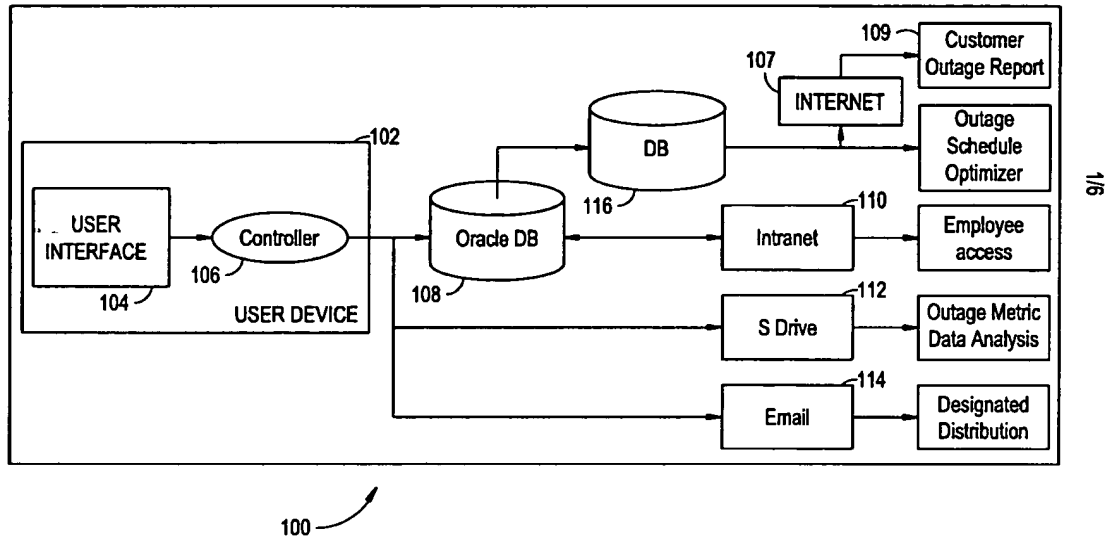 109
Customer
Outage Report
107
INTERNET
Outage
Schedule
Optimizer
DB
116
102
USER
INTERFACE
104
Controller
106
USER DEVICE
Oracle DB
108
110
Intranet
Employee
access
112
S Drive
Outage Metric
Data Analysis
114
Email
Designated
Distribution
100
1/6